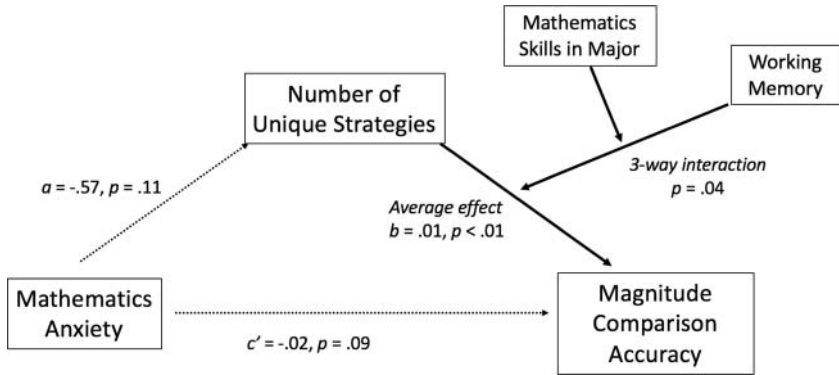 Mathematics
Skills in Major
Working
Memory
Number of
Unique Strategies
3-way interaction
p = .04
a = -.57, p = .11
Average effect
b = .01, p < .01
Mathematics
Anxiety
Magnitude
Comparison
Accuracy
c’ = -.02, p = .09